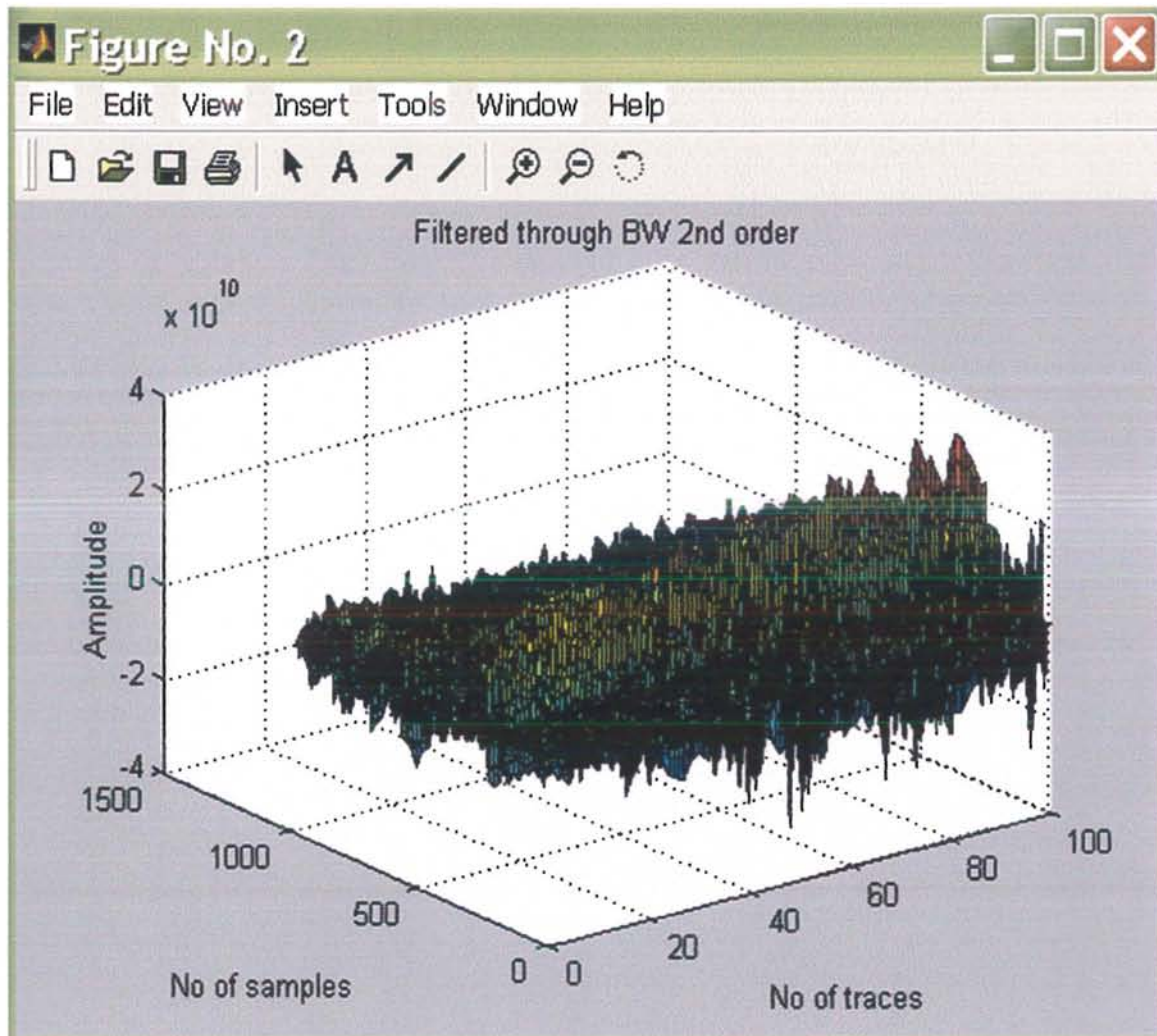 Figure No. 2
File Edit View Insert Tools Window Help
A
Filtered through BW 2nd order
x 10^10
4
2
0
-2
-4
Amplitude
1500
1000
500
0
No of samples
0
20
40
60
80
100
No of traces